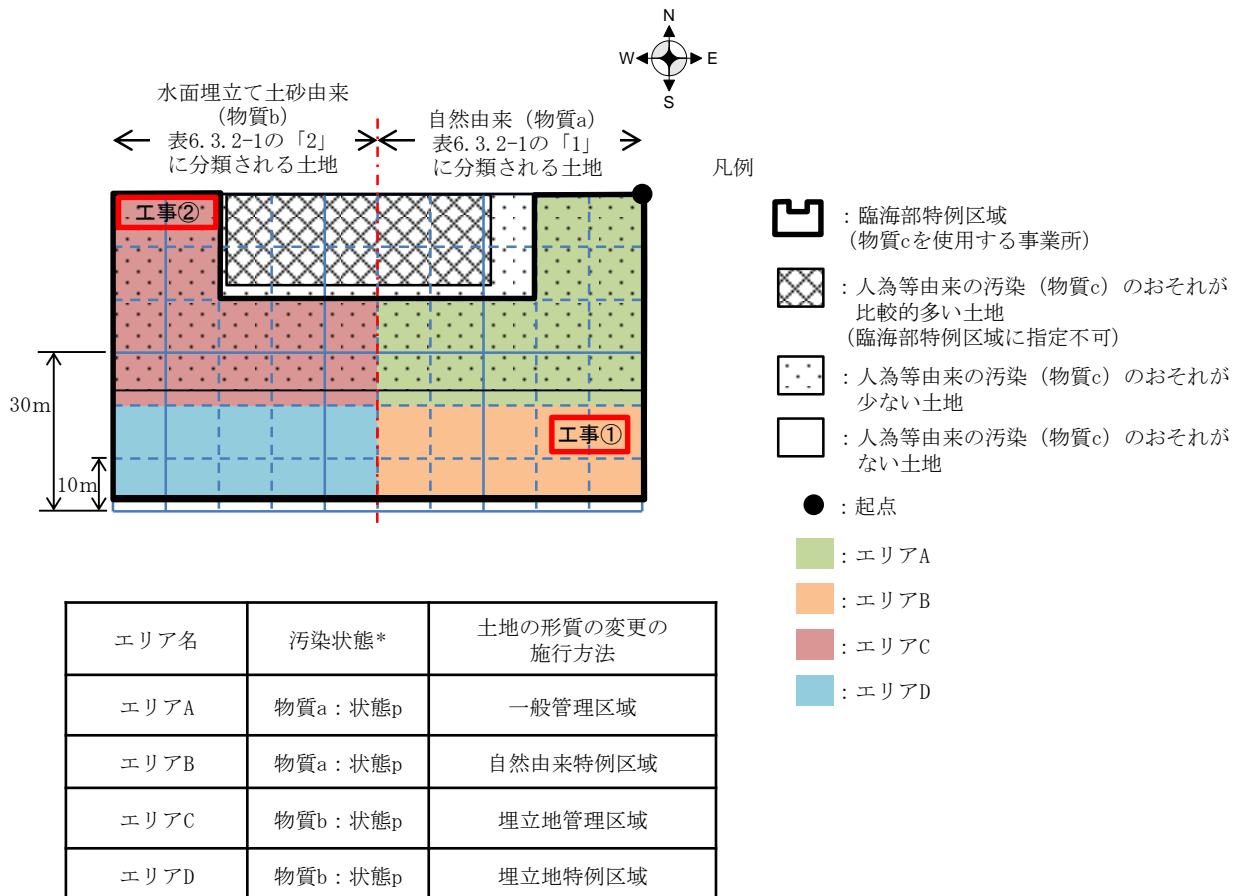 N
W
E
S
水面埋立て土砂由来
(物質b)
表6.3.2-1の「2」
に分類される土地
自然由来(物質a)
表6.3.2-1の「1」
に分類される土地
凡例
工事②
工事①
30m
10m
:臨海部特例区域
(物質cを使用する事業所)
:人為等由来の汚染(物質c)のおそれが
比較的多い土地
(臨海部特例区域に指定不可)
:人為等由来の汚染(物質c)のおそれが
少ない土地
:人為等由来の汚染(物質c)のおそれが
ない土地
:起点
:エリアA
:エリアB
:エリアC
:エリアD
エリア名
汚染状態*
土地の形質の変更の
施行方法
エリアA
物質a:状態p
一般管理区域
エリアB
物質a:状態p
自然由来特例区域
エリアC
物質b:状態p
埋立地管理区域
エリアD
物質b:状態p
埋立地特例区域